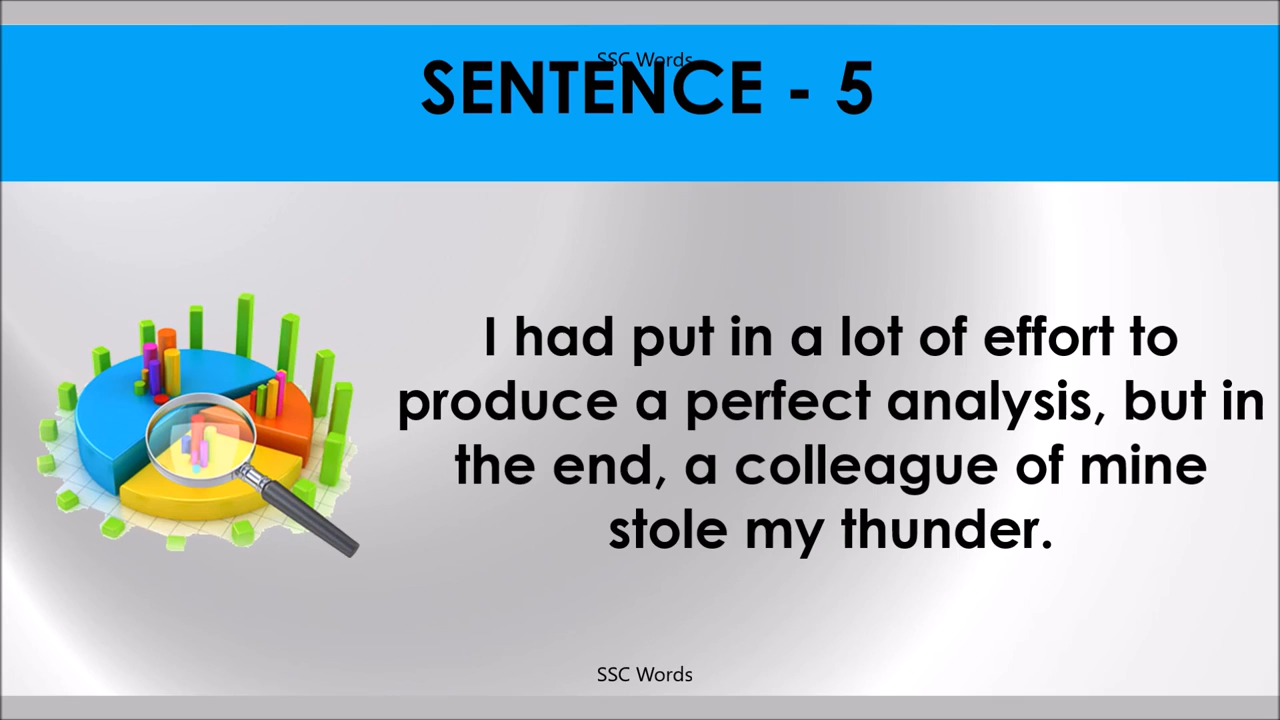 SSC Words
SENTENCE - 5
I had put in a lot of effort to
produce a perfect analysis, but in
the end, a colleague of mine
stole my thunder.
SSC Words